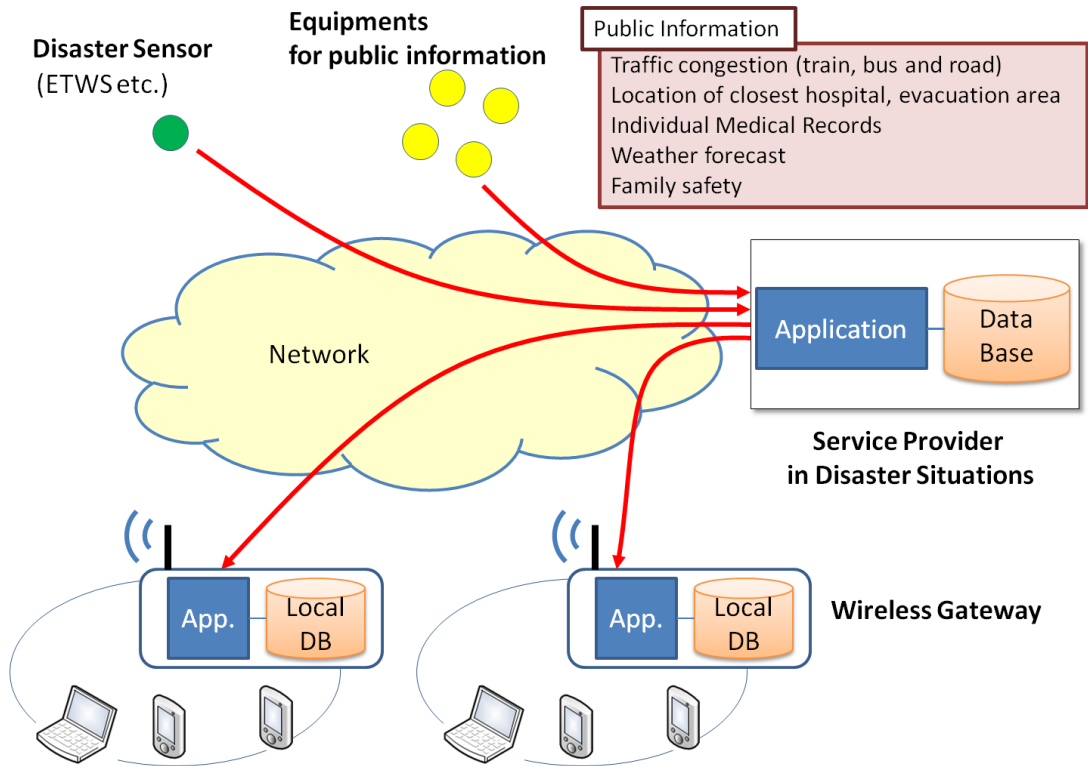 Disaster Sensor
(ETWS etc.)
Equipments
for public information
Public Information
Traffic congestion (train, bus and road)
Location of closest hospital, evacuation area
Individual Medical Records
Weather forecast
Family safety
Network
Application
Data
Base
Service Provider
in Disaster Situations
App.
Local
DB
App.
Local
DB
Wireless Gateway